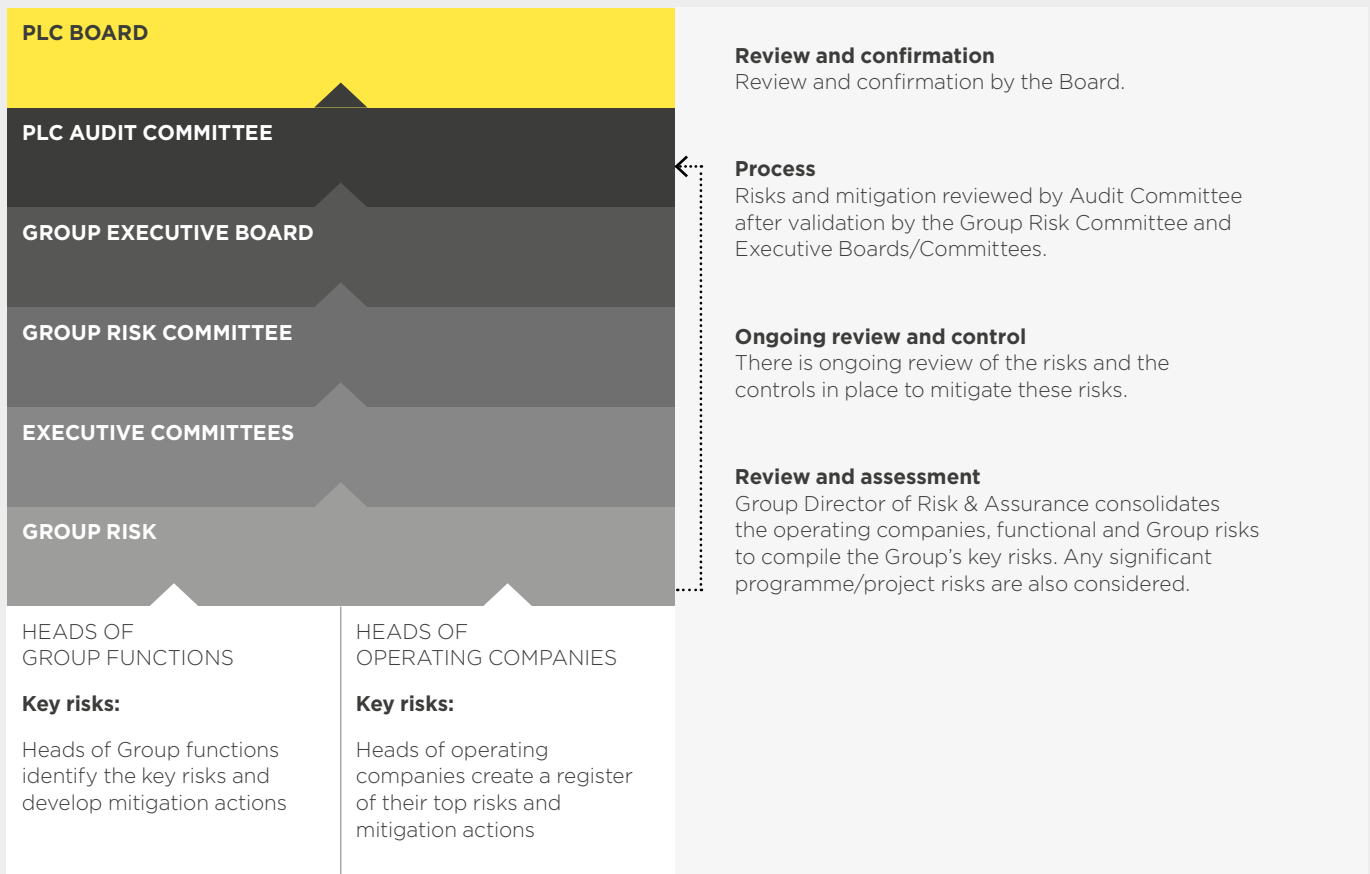 PLC BOARD
Review and confirmation
Review and confirmation by the Board.
PLC AUDIT COMMITTEE
Process
Risks and mitigation reviewed by Audit Committee
after validation by the Group Risk Committee and
Executive Boards/Committees.
GROUP EXECUTIVE BOARD
GROUP RISK COMMITTEE
Ongoing review and control
There is ongoing review of the risks and the
controls in place to mitigate these risks.
EXECUTIVE COMMITTEES
Review and assessment
Group Director of Risk & Assurance consolidates
the operating companies, functional and Group risks
to compile the Group’s key risks. Any significant
programme/project risks are also considered.
GROUP RISK
HEADS OF
GROUP FUNCTIONS
Key risks:
Heads of Group functions
identify the key risks and
develop mitigation actions
HEADS OF
OPERATING COMPANIES
Key risks:
Heads of operating
companies create a register
of their top risks and
mitigation actions